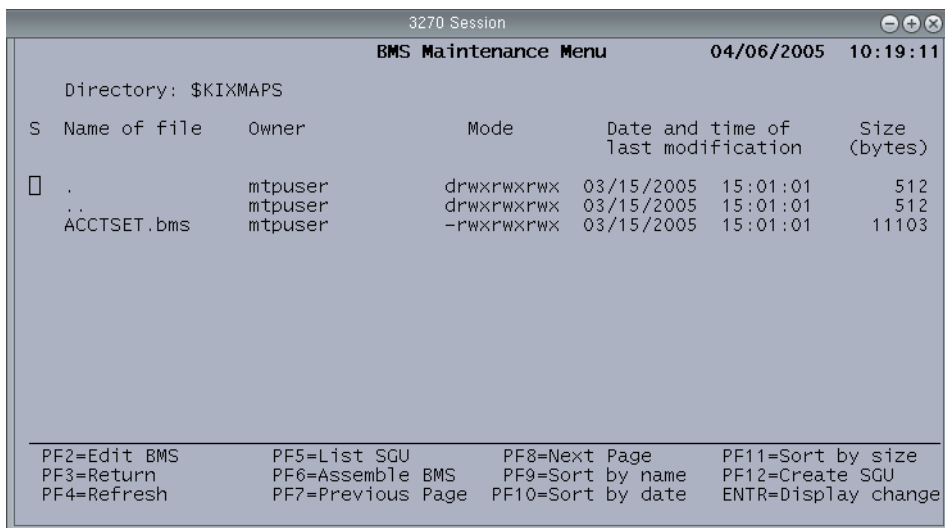 3270 Session
BMS Maintenance Menu 04/06/2005 10:19:11
Directory: $KIXMAPS
S Name of file Owner Mode Date and time of Size
last modification (bytes)
. mtpuser drwxrwxrwx 03/15/2005 15:01:01 512
.. mtpuser drwxrwxrwx 03/15/2005 15:01:01 512
ACCTSET.bms mtpuser -rwxrwxrwx 03/15/2005 15:01:01 11103
PF2=Edit BMS PF5=List SGU PF8=Next Page PF11=Sort by size
PF3=Return PF6=Assemble BMS PF9=Sort by name PF12=Create SGU
PF4=Refresh PF7=Previous Page PF10=Sort by date ENTR=Display change